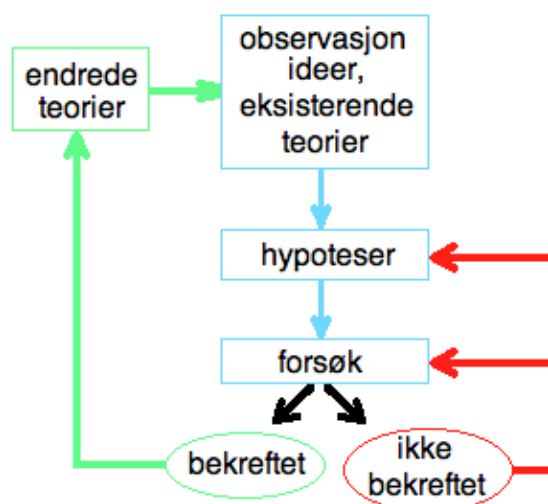 endrede
teorier
observasjon
ideer,
eksisterende
teorier
hypoteser
forsøk
bekreftet
ikke
bekreftet